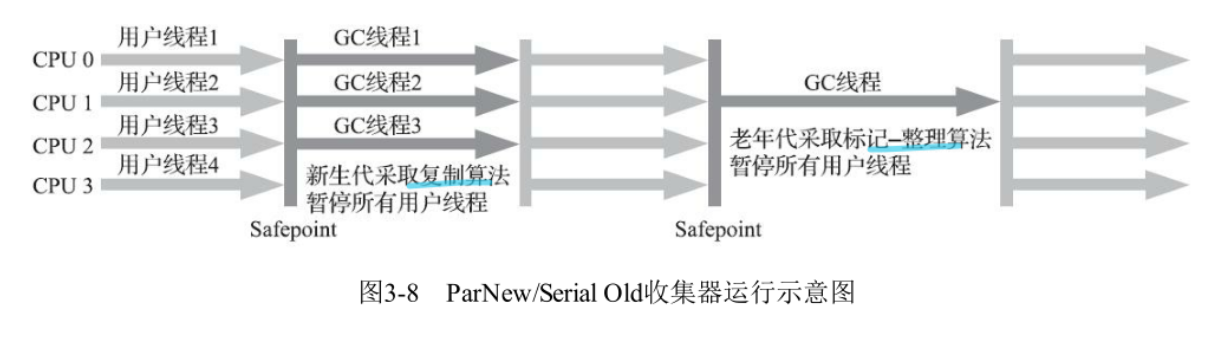 用户线程1
GC线程1
CPU 0
用户线程2
GC线程2
GC线程
CPU 1
用户线程3
GC线程3
CPU 2
老年代采取标记–整理算法
暂停所有用户线程
用户线程4
CPU 3
新生代采取复制算法
暂停所有用户线程
Safepoint
Safepoint
图3-8 ParNew/Serial Old收集器运行示意图